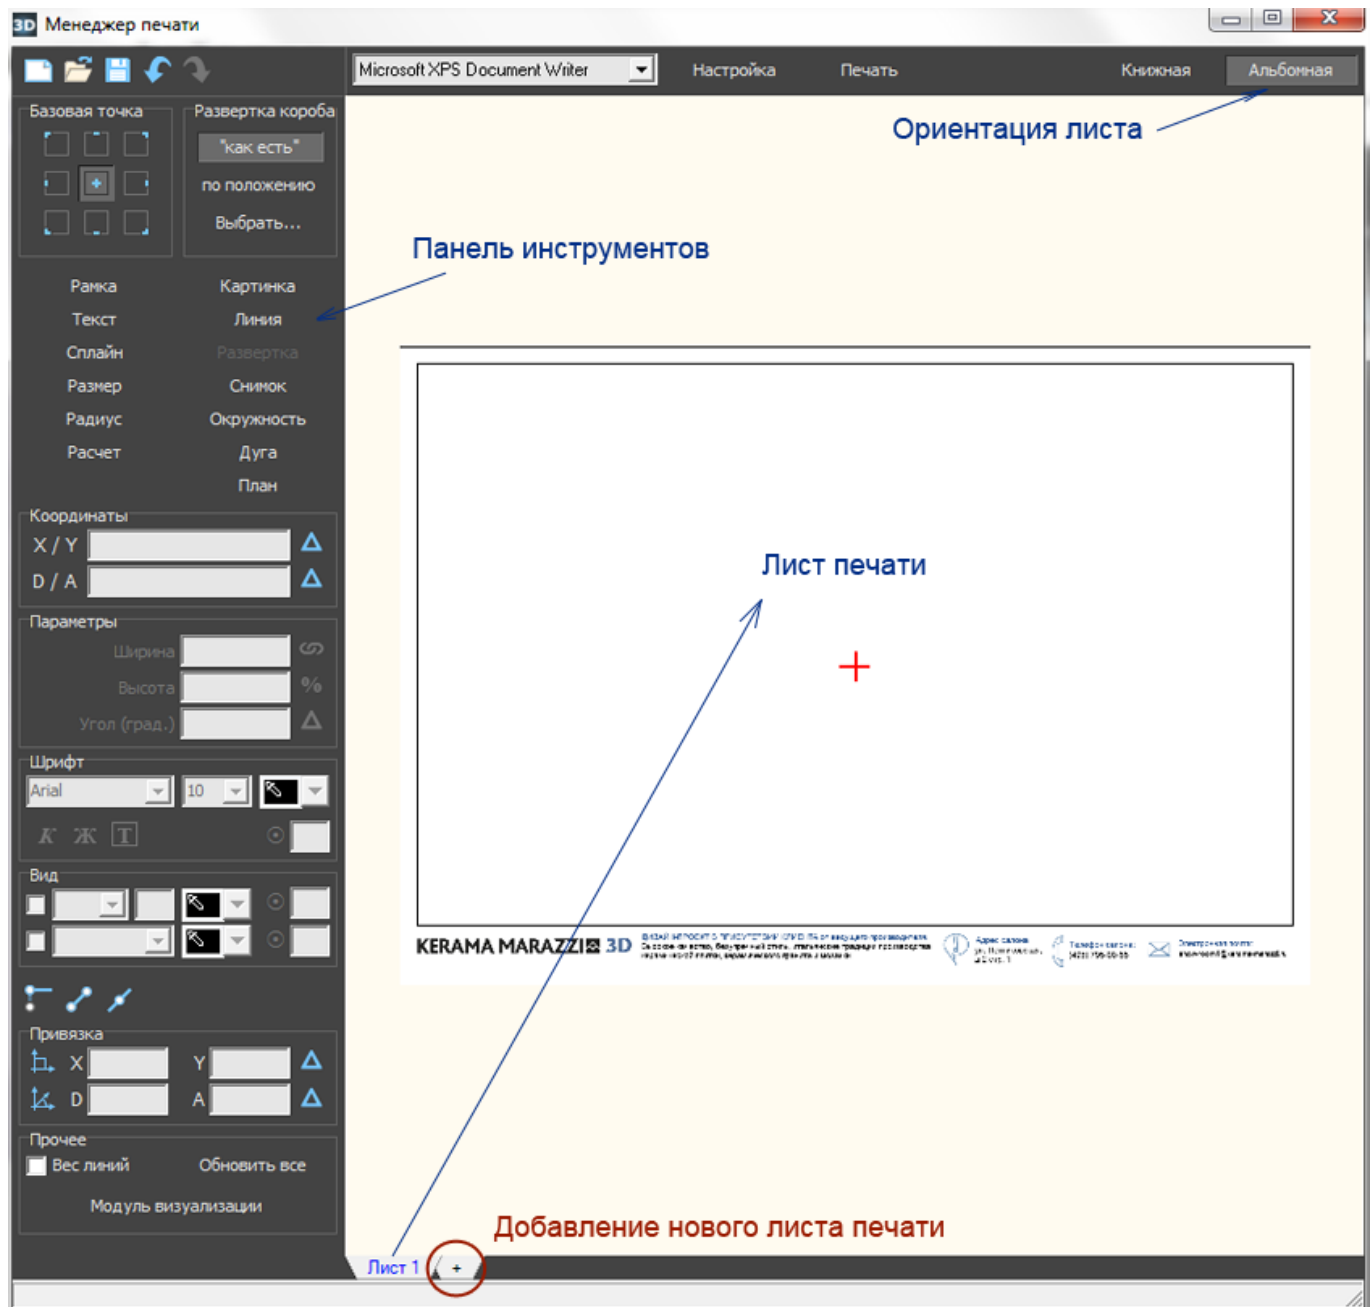 3D Менеджер печати
Microsoft XPS Document Writer Настройка Печать Книжная Альбомная
Базовая точка Развертка короба
"как есть"
по положению
Выбрать...
Ориентация листа
Панель инструментов
Рамка Картинка
Текст Линия
Сплайн Развертка
Размер Снимок
Радиус Окружность
Расчет Дуга
План
Координаты
X / Y
D / A
Параметры
Ширина
Высота %
Угол (град.)
Шрифт
Arial 10
К Ж T
Вид
Привязка
X Y
D A
Прочее
Вес линий Обновить все
Модуль визуализации
Лист печати
KERAMA MARAZZI 3D
Адрес салона
Добавление нового листа печати
Лист 1 +